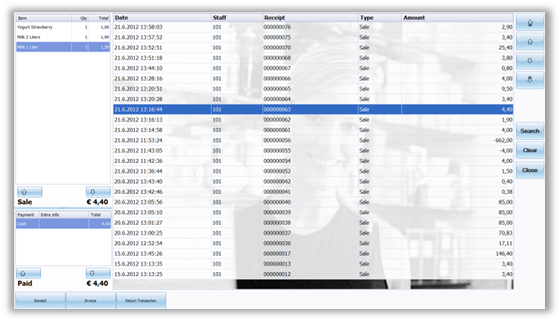 Item Qty Total
Yogurt Strawberry 1 1,60
Milk 2 Liters 1
Milk 1 Liter 1
Sale € 4,40
Payment Extra info Total
Cash 4,40
Paid € 4,40
Receipt Invoice Return Transaction
Date Staff Receipt Type Amount
21.6.2012 13:58:03 101 000000076 Sale 2,90
21.6.2012 13:57:52 101 000000075 Sale 3,40
21.6.2012 13:52:51 101 000000070 Sale 25,40
21.6.2012 13:51:18 101 000000068 Sale 3,80
21.6.2012 13:44:10 101 000000067 Sale 0,80
21.6.2012 13:28:16 101 000000066 Sale 4,00
21.6.2012 13:20:51 101 000000065 Sale 9,50
21.6.2012 13:20:28 101 000000064 Sale 3,40
21.6.2012 13:16:44 101 000000063 Sale 4,40
21.6.2012 13:16:13 101 000000062 Sale 1,90
21.6.2012 13:14:58 101 000000061 Sale 4,00
21.6.2012 13:01:34 101 000000056 Sale -662,00
21.6.2012 11:43:05 101 000000055 Sale -4,00
21.6.2012 11:42:36 101 000000054 Sale 4,00
21.6.2012 11:36:44 101 000000052 Sale 1,50
20.6.2012 13:43:40 101 000000042 Sale 0,40
20.6.2012 13:42:46 101 000000041 Sale 0,38
20.6.2012 13:05:56 101 000000040 Sale 85,00
20.6.2012 13:05:10 101 000000039 Sale 85,00
20.6.2012 13:01:27 101 000000038 Sale 85,00
20.6.2012 13:00:25 101 000000037 Sale 70,83
20.6.2012 12:52:54 101 000000036 Sale 17,11
15.6.2012 13:45:26 101 000000017 Sale 146,40
15.6.2012 13:13:35 101 000000013 Sale 3,40
15.6.2012 13:13:25 101 000000012 Sale 3,40
Search
Clear
Close